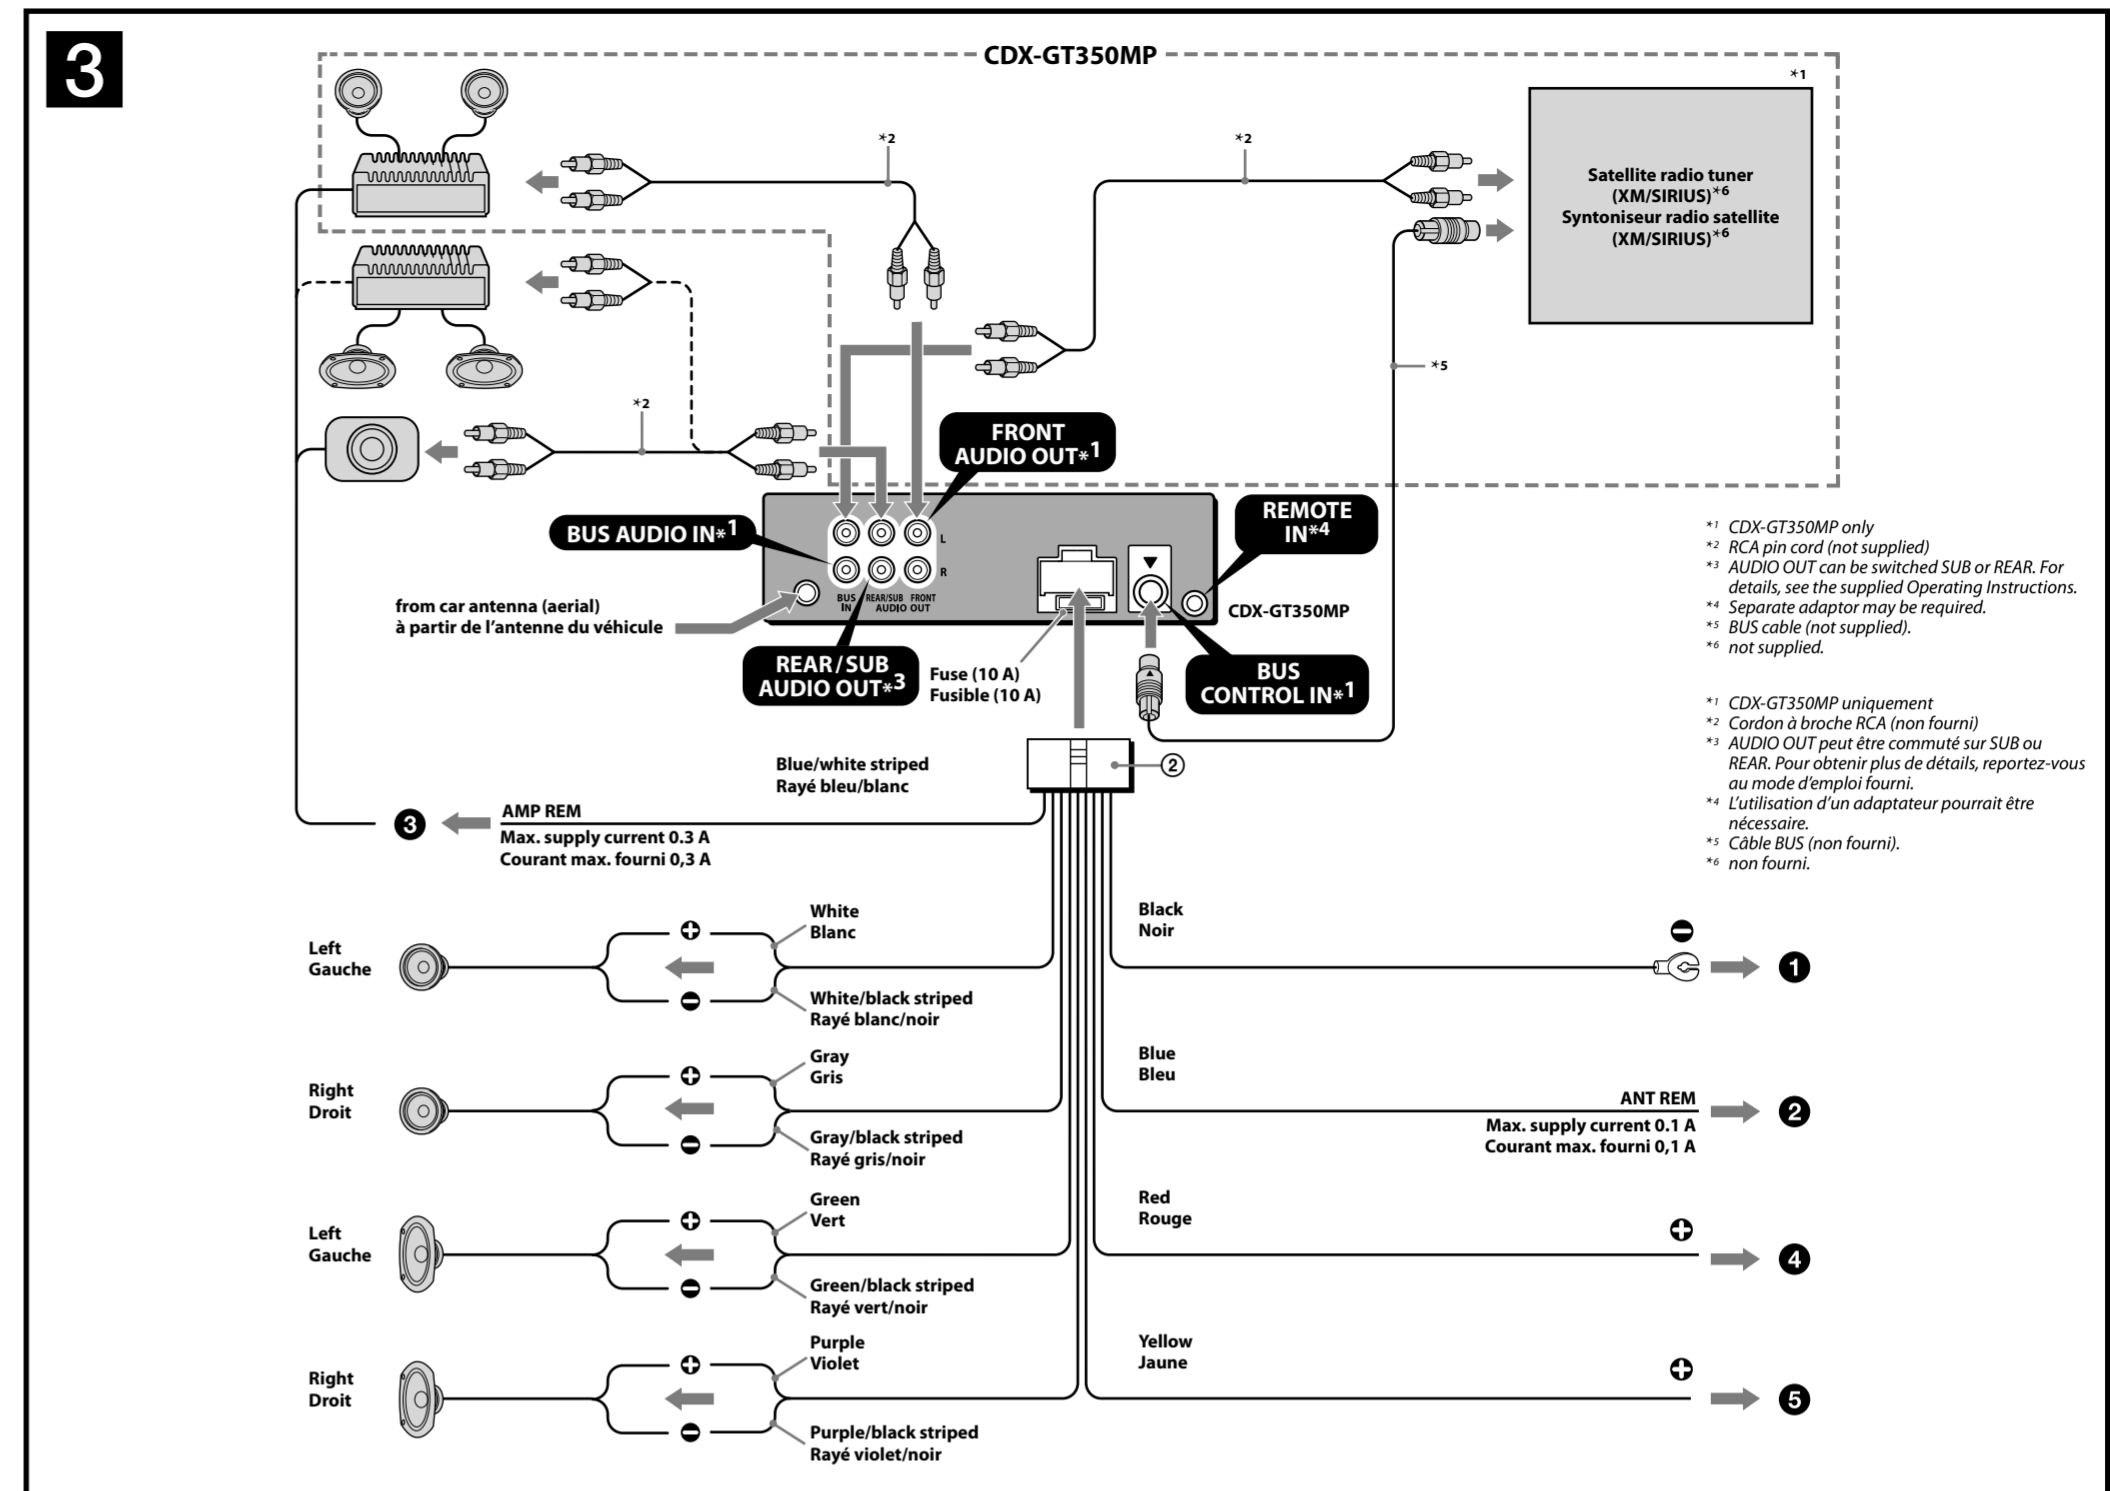 3
CDX-GT350MP
*1
*2
*2
Satellite radio tuner
(XM/SIRIUS)*6
Syntoniseur radio satellite
(XM/SIRIUS)*6
*5
*2
FRONT
AUDIO OUT*1
BUS AUDIO IN*1
REMOTE
IN*4
L
R
BUS
IN
REAR/SUB
FRONT
AUDIO OUT
from car antenna (aerial)
à partir de l'antenne du véhicule
CDX-GT350MP
REAR/SUB
AUDIO OUT*3
Fuse (10 A)
Fusible (10 A)
BUS
CONTROL IN*1
*1 CDX-GT350MP only
*2 RCA pin cord (not supplied)
*3 AUDIO OUT can be switched SUB or REAR. For
details, see the supplied Operating Instructions.
*4 Separate adaptor may be required.
*5 BUS cable (not supplied).
*6 not supplied.
*1 CDX-GT350MP uniquement
*2 Cordon à broche RCA (non fourni)
*3 AUDIO OUT peut être commuté sur SUB ou
REAR. Pour obtenir plus de détails, reportez-vous
au mode d'emploi fourni.
*4 L'utilisation d'un adaptateur pourrait être
nécessaire.
*5 Câble BUS (non fourni).
*6 non fourni.
Blue/white striped
Rayé bleu/blanc
②
❸
AMP REM
Max. supply current 0.3 A
Courant max. fourni 0,3 A
Left
Gauche
White
Blanc
White/black striped
Rayé blanc/noir
Black
Noir
❶
Right
Droit
Gray
Gris
Gray/black striped
Rayé gris/noir
Blue
Bleu
ANT REM
Max. supply current 0.1 A
Courant max. fourni 0,1 A
❷
Left
Gauche
Green
Vert
Green/black striped
Rayé vert/noir
Red
Rouge
❹
Right
Droit
Purple
Violet
Purple/black striped
Rayé violet/noir
Yellow
Jaune
❺